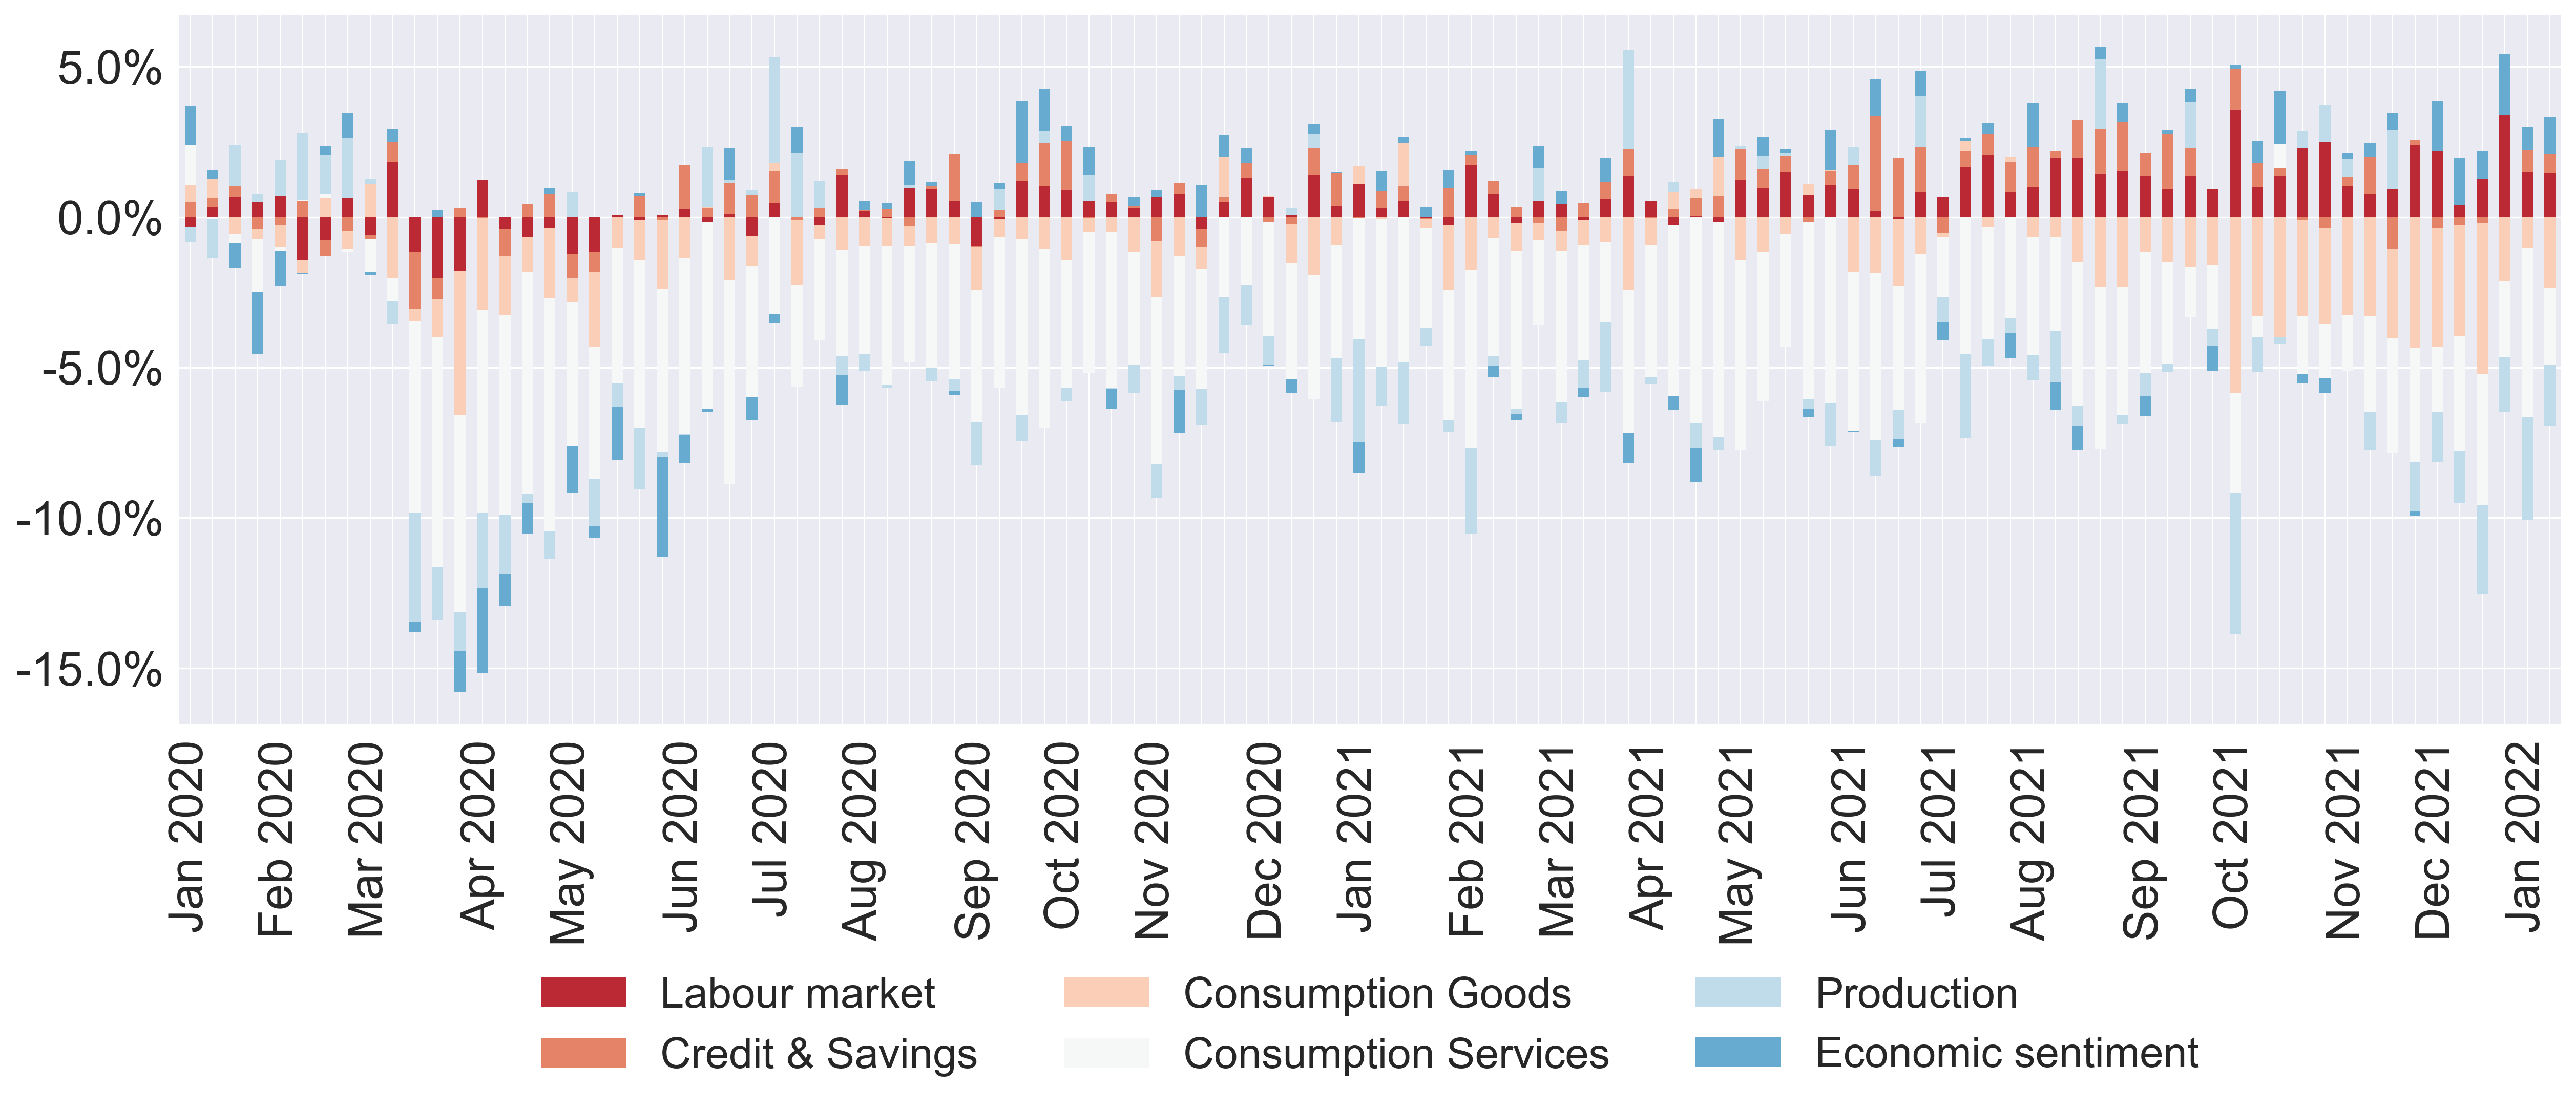 5.0%
0.0%
-5.0%
-10.0%
-15.0%
Jan 2020
Feb 2020
Mar 2020
Apr 2020
May 2020
Jun 2020
Jul 2020
Aug 2020
Sep 2020
Oct 2020
Nov 2020
Dec 2020
Jan 2021
Feb 2021
Mar 2021
Apr 2021
May 2021
Jun 2021
Jul 2021
Aug 2021
Sep 2021
Oct 2021
Nov 2021
Dec 2021
Jan 2022
Labour market
Consumption Goods
Production
Credit & Savings
Consumption Services
Economic sentiment